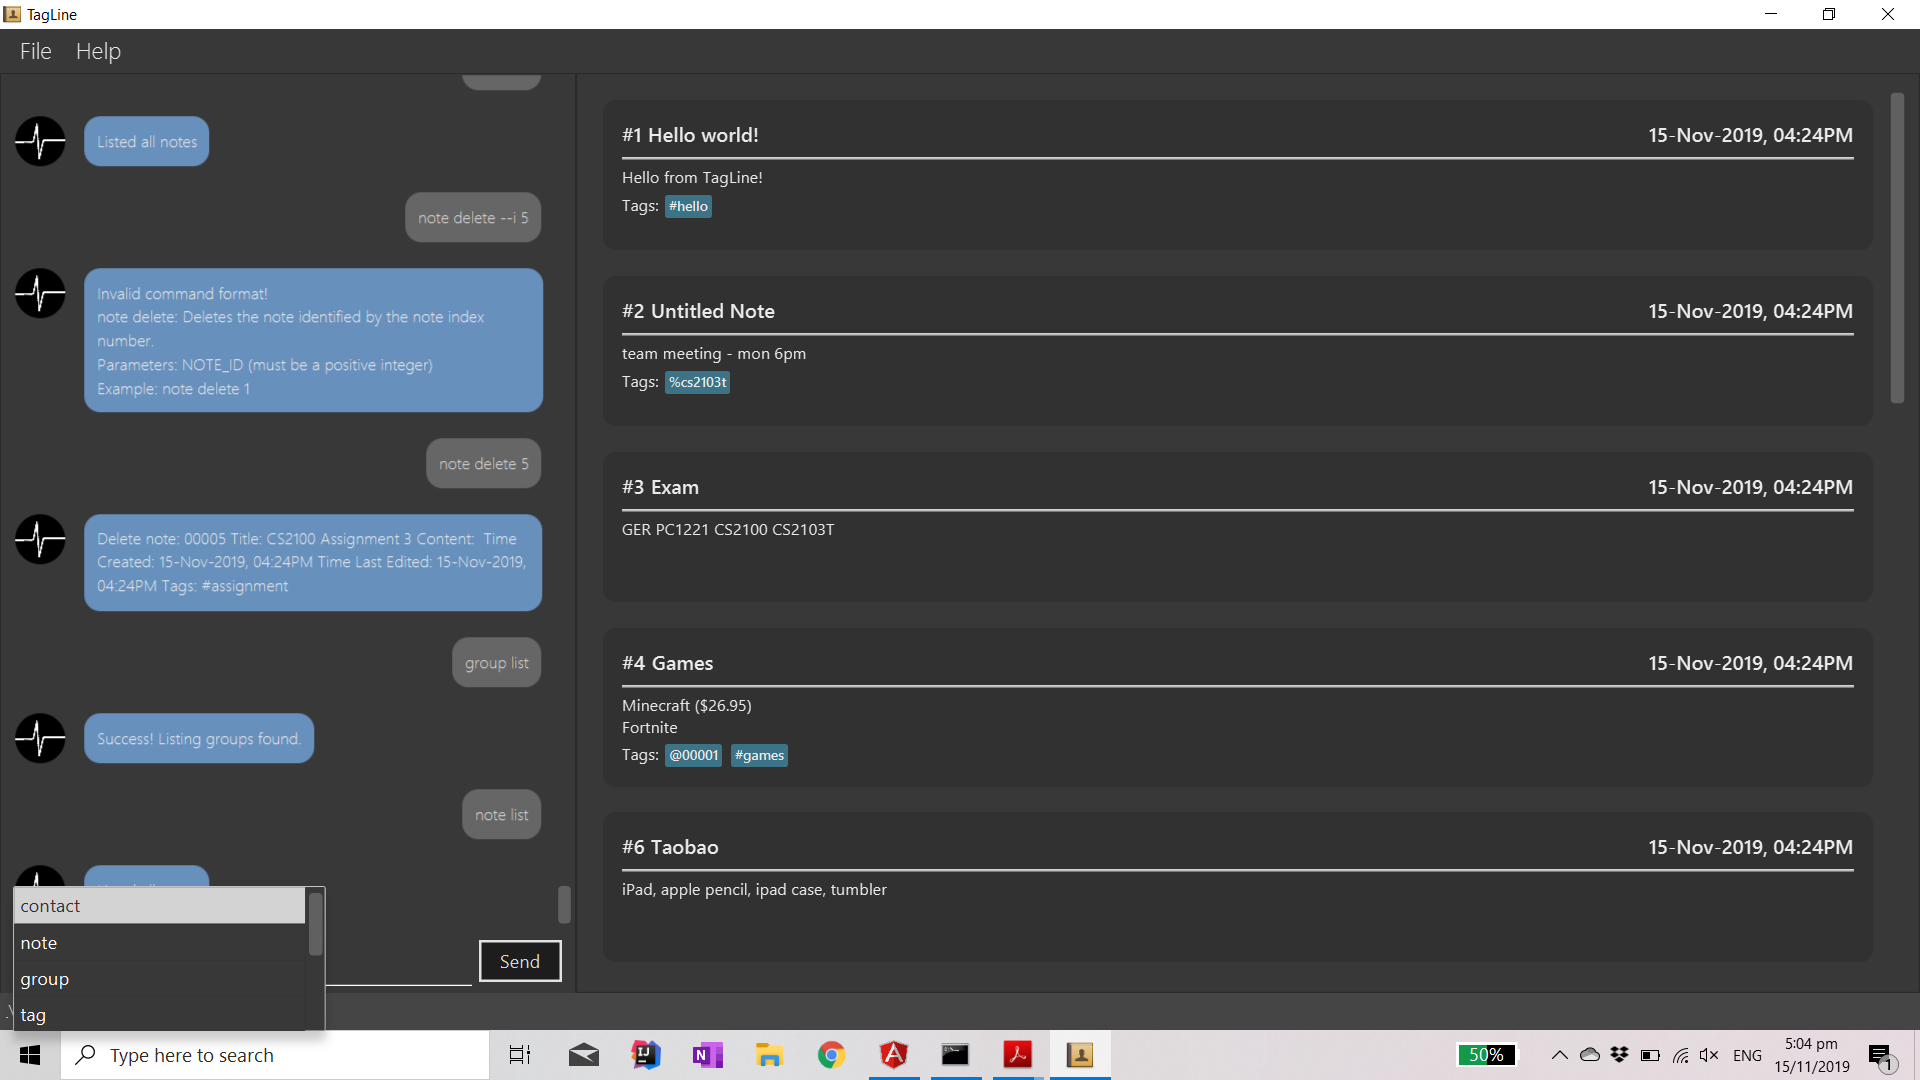 TagLine
File Help
Listed all notes
note delete --i 5
Invalid command format!
note delete: Deletes the note identified by the note index
number.
Parameters: NOTE_ID (must be a positive integer)
Example: note delete 1
note delete 5
Delete note: 00005 Title: CS2100 Assignment 3 Content:  Time
Created: 15-Nov-2019, 04:24PM Time Last Edited: 15-Nov-2019,
04:24PM Tags: #assignment
group list
Success! Listing groups found.
note list
contact
note
group
tag
Send
#1 Hello world! 15-Nov-2019, 04:24PM
Hello from TagLine!
Tags: #hello
#2 Untitled Note 15-Nov-2019, 04:24PM
team meeting - mon 6pm
Tags: %cs2103t
#3 Exam 15-Nov-2019, 04:24PM
GER PC1221 CS2100 CS2103T
#4 Games 15-Nov-2019, 04:24PM
Minecraft ($26.95)
Fortnite
Tags: @00001 #games
#6 Taobao 15-Nov-2019, 04:24PM
iPad, apple pencil, ipad case, tumbler
Type here to search
50%
ENG
5:04 pm
15/11/2019
1